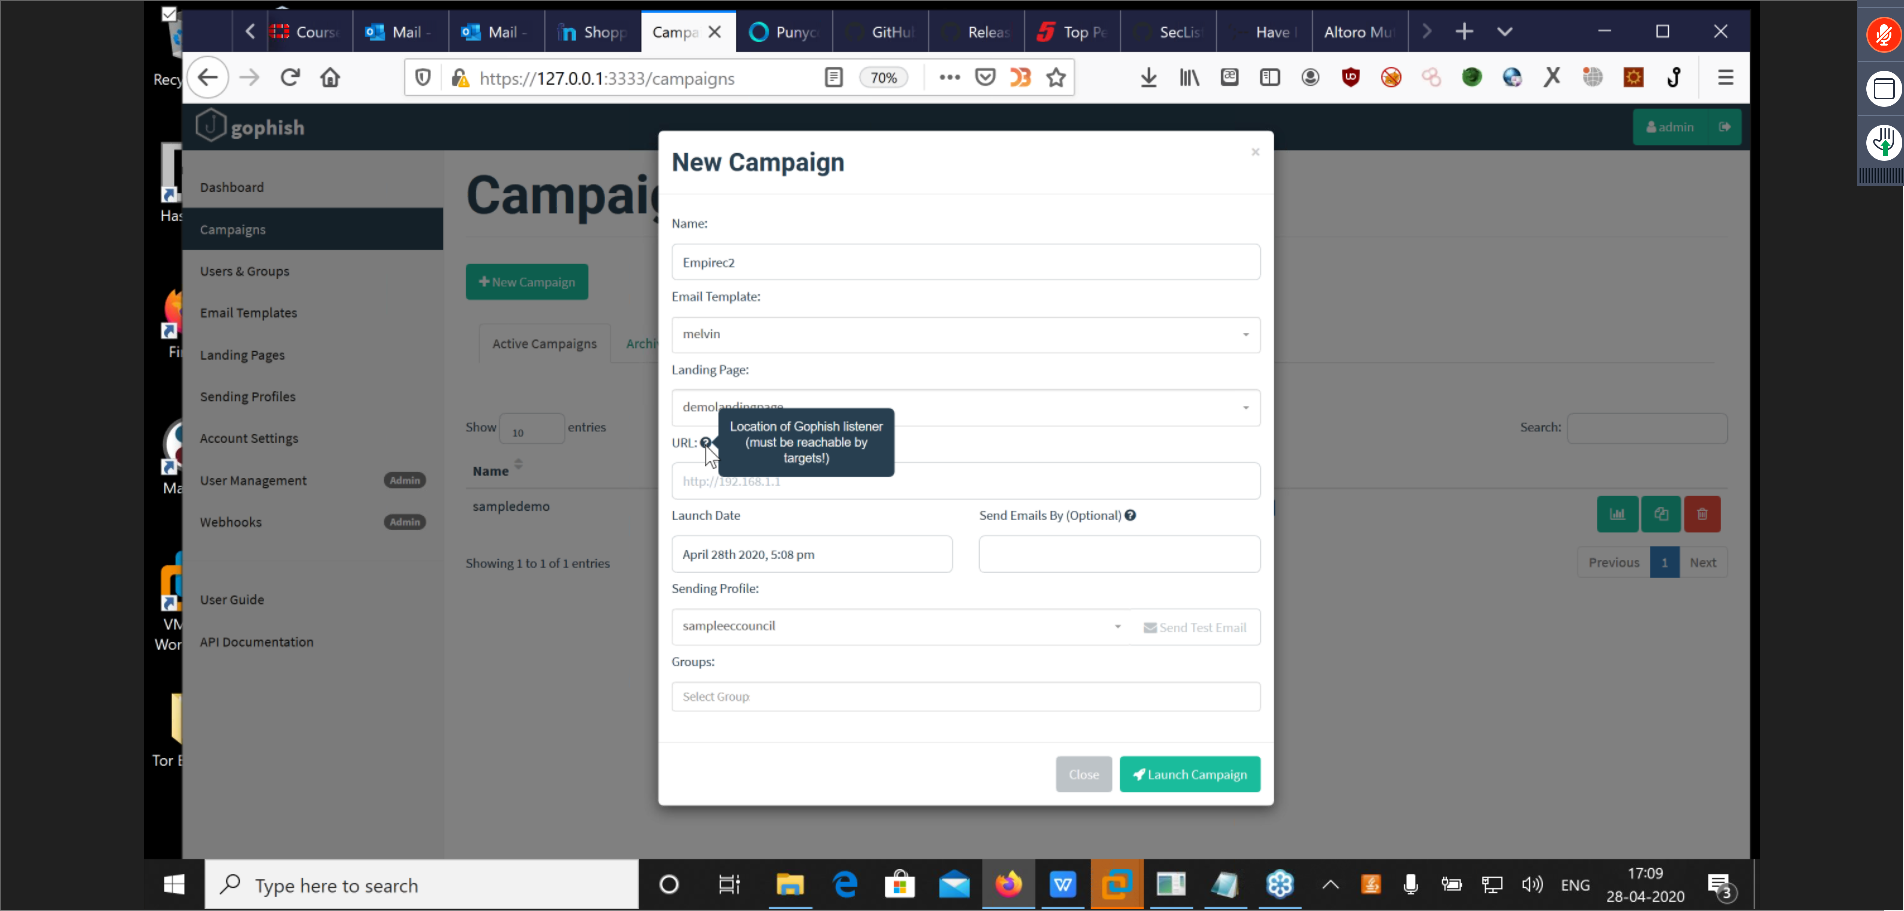 Course
Mail -
Mail -
Shopp
Campa
Punyc
GitHub
Releas
Top Pe
SecLis
Have I
Altoro Mut
https://127.0.0.1:3333/campaigns
70%
gophish
admin
Dashboard
Campaigns
Users & Groups
Email Templates
Landing Pages
Sending Profiles
Account Settings
User Management Admin
Webhooks Admin
User Guide
API Documentation
Campaig
New Campaign
Active Campaigns
Archiv
Show 10 entries
Search:
Name
sampledemo
Showing 1 to 1 of 1 entries
Previous 1 Next
New Campaign
×
Name:
Empirec2
Email Template:
melvin
Landing Page:
demolandingpage
URL:
Location of Gophish listener
(must be reachable by
targets!)
http://192.168.1.1
Launch Date
Send Emails By (Optional)
April 28th 2020, 5:08 pm
Sending Profile:
sampleeccouncil
Send Test Email
Groups:
Select Group
Close
Launch Campaign
Recy
Has
Fi
Ma
VM
Wor
Tor B
Type here to search
ENG
17:09
28-04-2020
3